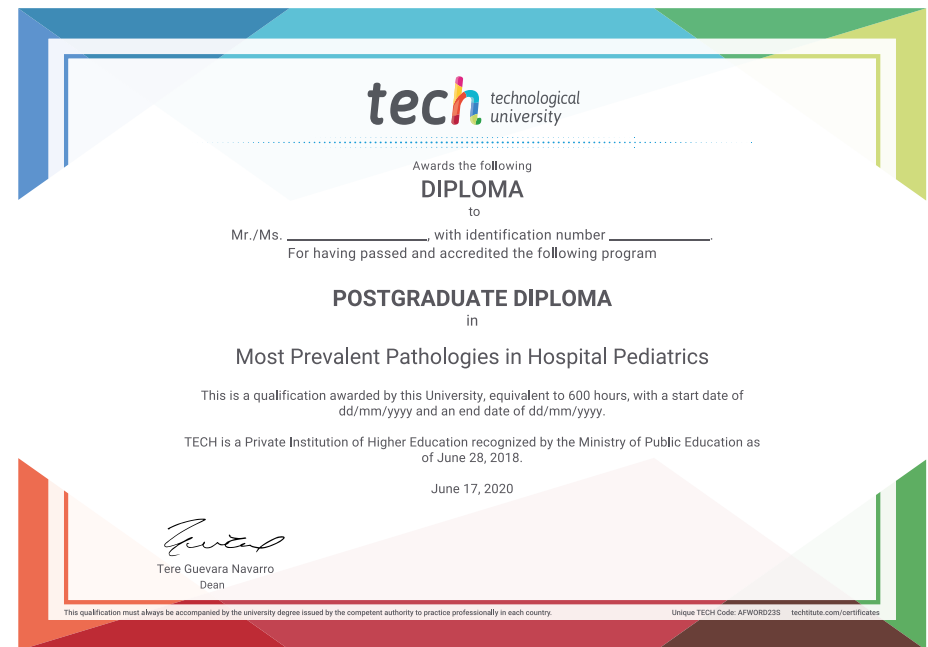 tech technological
university
Awards the following
DIPLOMA
to
Mr./Ms. ____________, with identification number ____________.
For having passed and accredited the following program
POSTGRADUATE DIPLOMA
in
Most Prevalent Pathologies in Hospital Pediatrics
This is a qualification awarded by this University, equivalent to 600 hours, with a start date of
dd/mm/yyyy and an end date of dd/mm/yyyy.
TECH is a Private Institution of Higher Education recognized by the Ministry of Public Education as
of June 28, 2018.
June 17, 2020
Tere Guevara Navarro
Dean
This qualification must always be accompanied by the university degree issued by the competent authority to practice professionally in each country.
Unique TECH Code: AFWORD23S techtitute.com/certificates